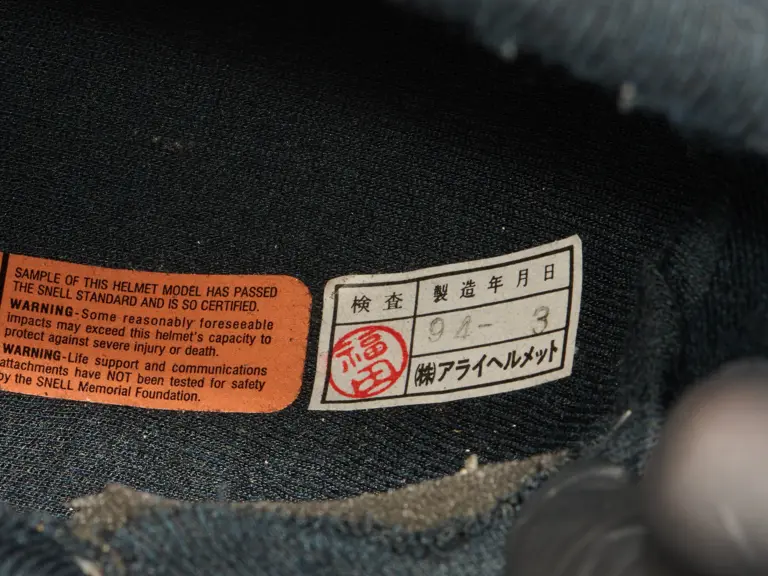 SAMPLE OF THIS HELMET MODEL HAS PASSED
THE SNELL STANDARD AND IS SO CERTIFIED.
WARNING-Some reasonably foreseeable
impacts may exceed this helmet's capacity to
protect against severe injury or death.
WARNING-Life support and communications
attachments have NOT been tested for safety
by the SNELL Memorial Foundation.
検査
製造年月日
94-3
福田
㈱アライヘルメット